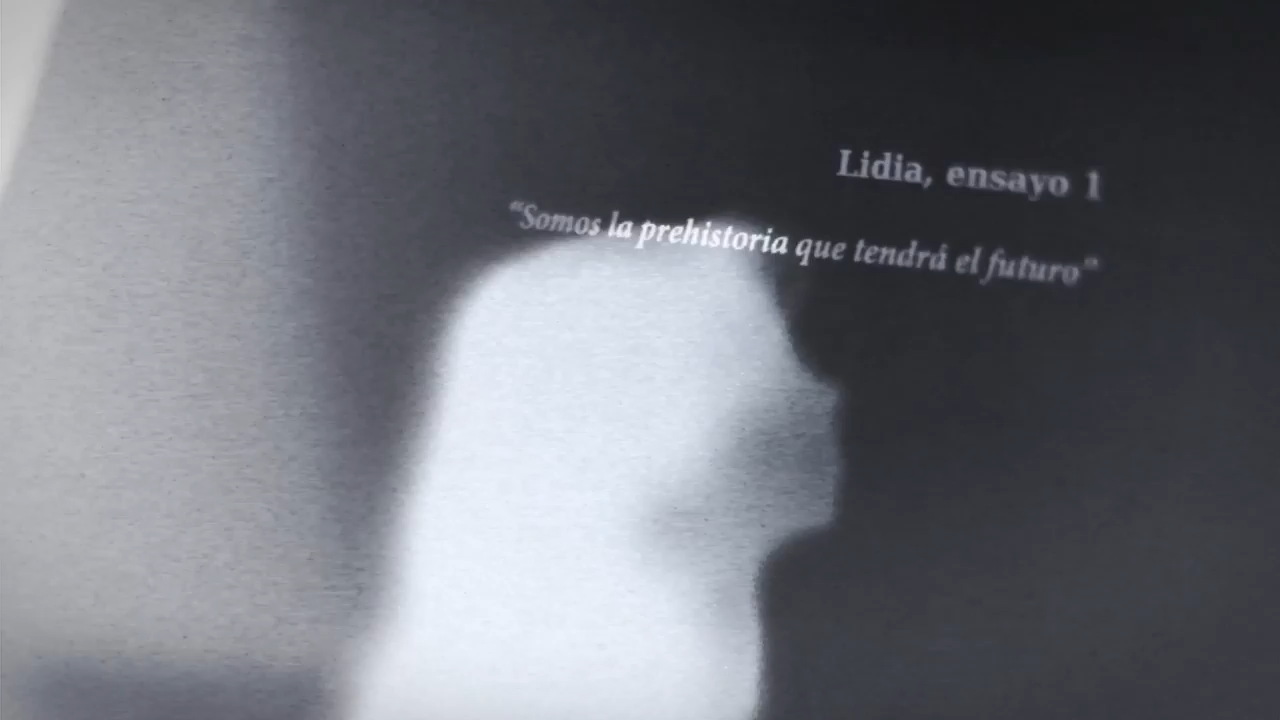 Lidia, ensayo 1
“Somos la prehistoria que tendrá el futuro”